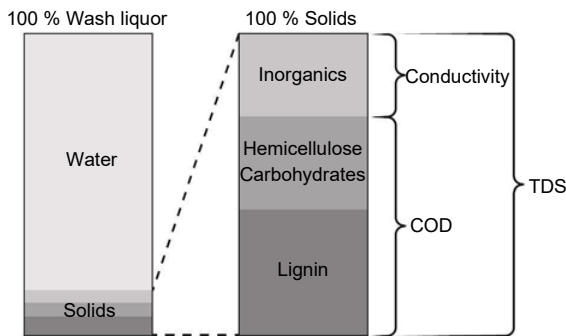 100 % Wash liquor
100 % Solids
Inorganics
Conductivity
Water
Hemicellulose
Carbohydrates
TDS
COD
Lignin
Solids